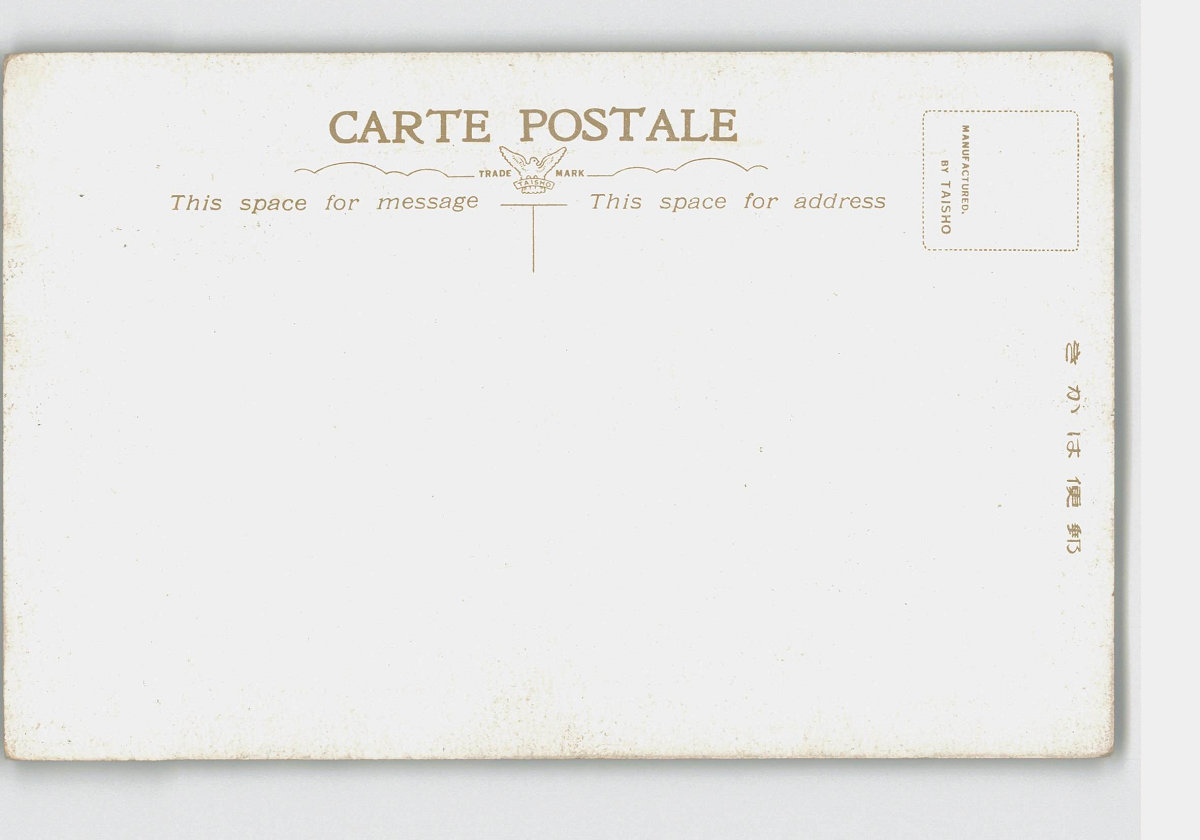 CARTE POSTALE
TRADE MARK
TAISHO
This space for message
This space for address
MANUFACTURED.
BY TAISHO
きかは便郵